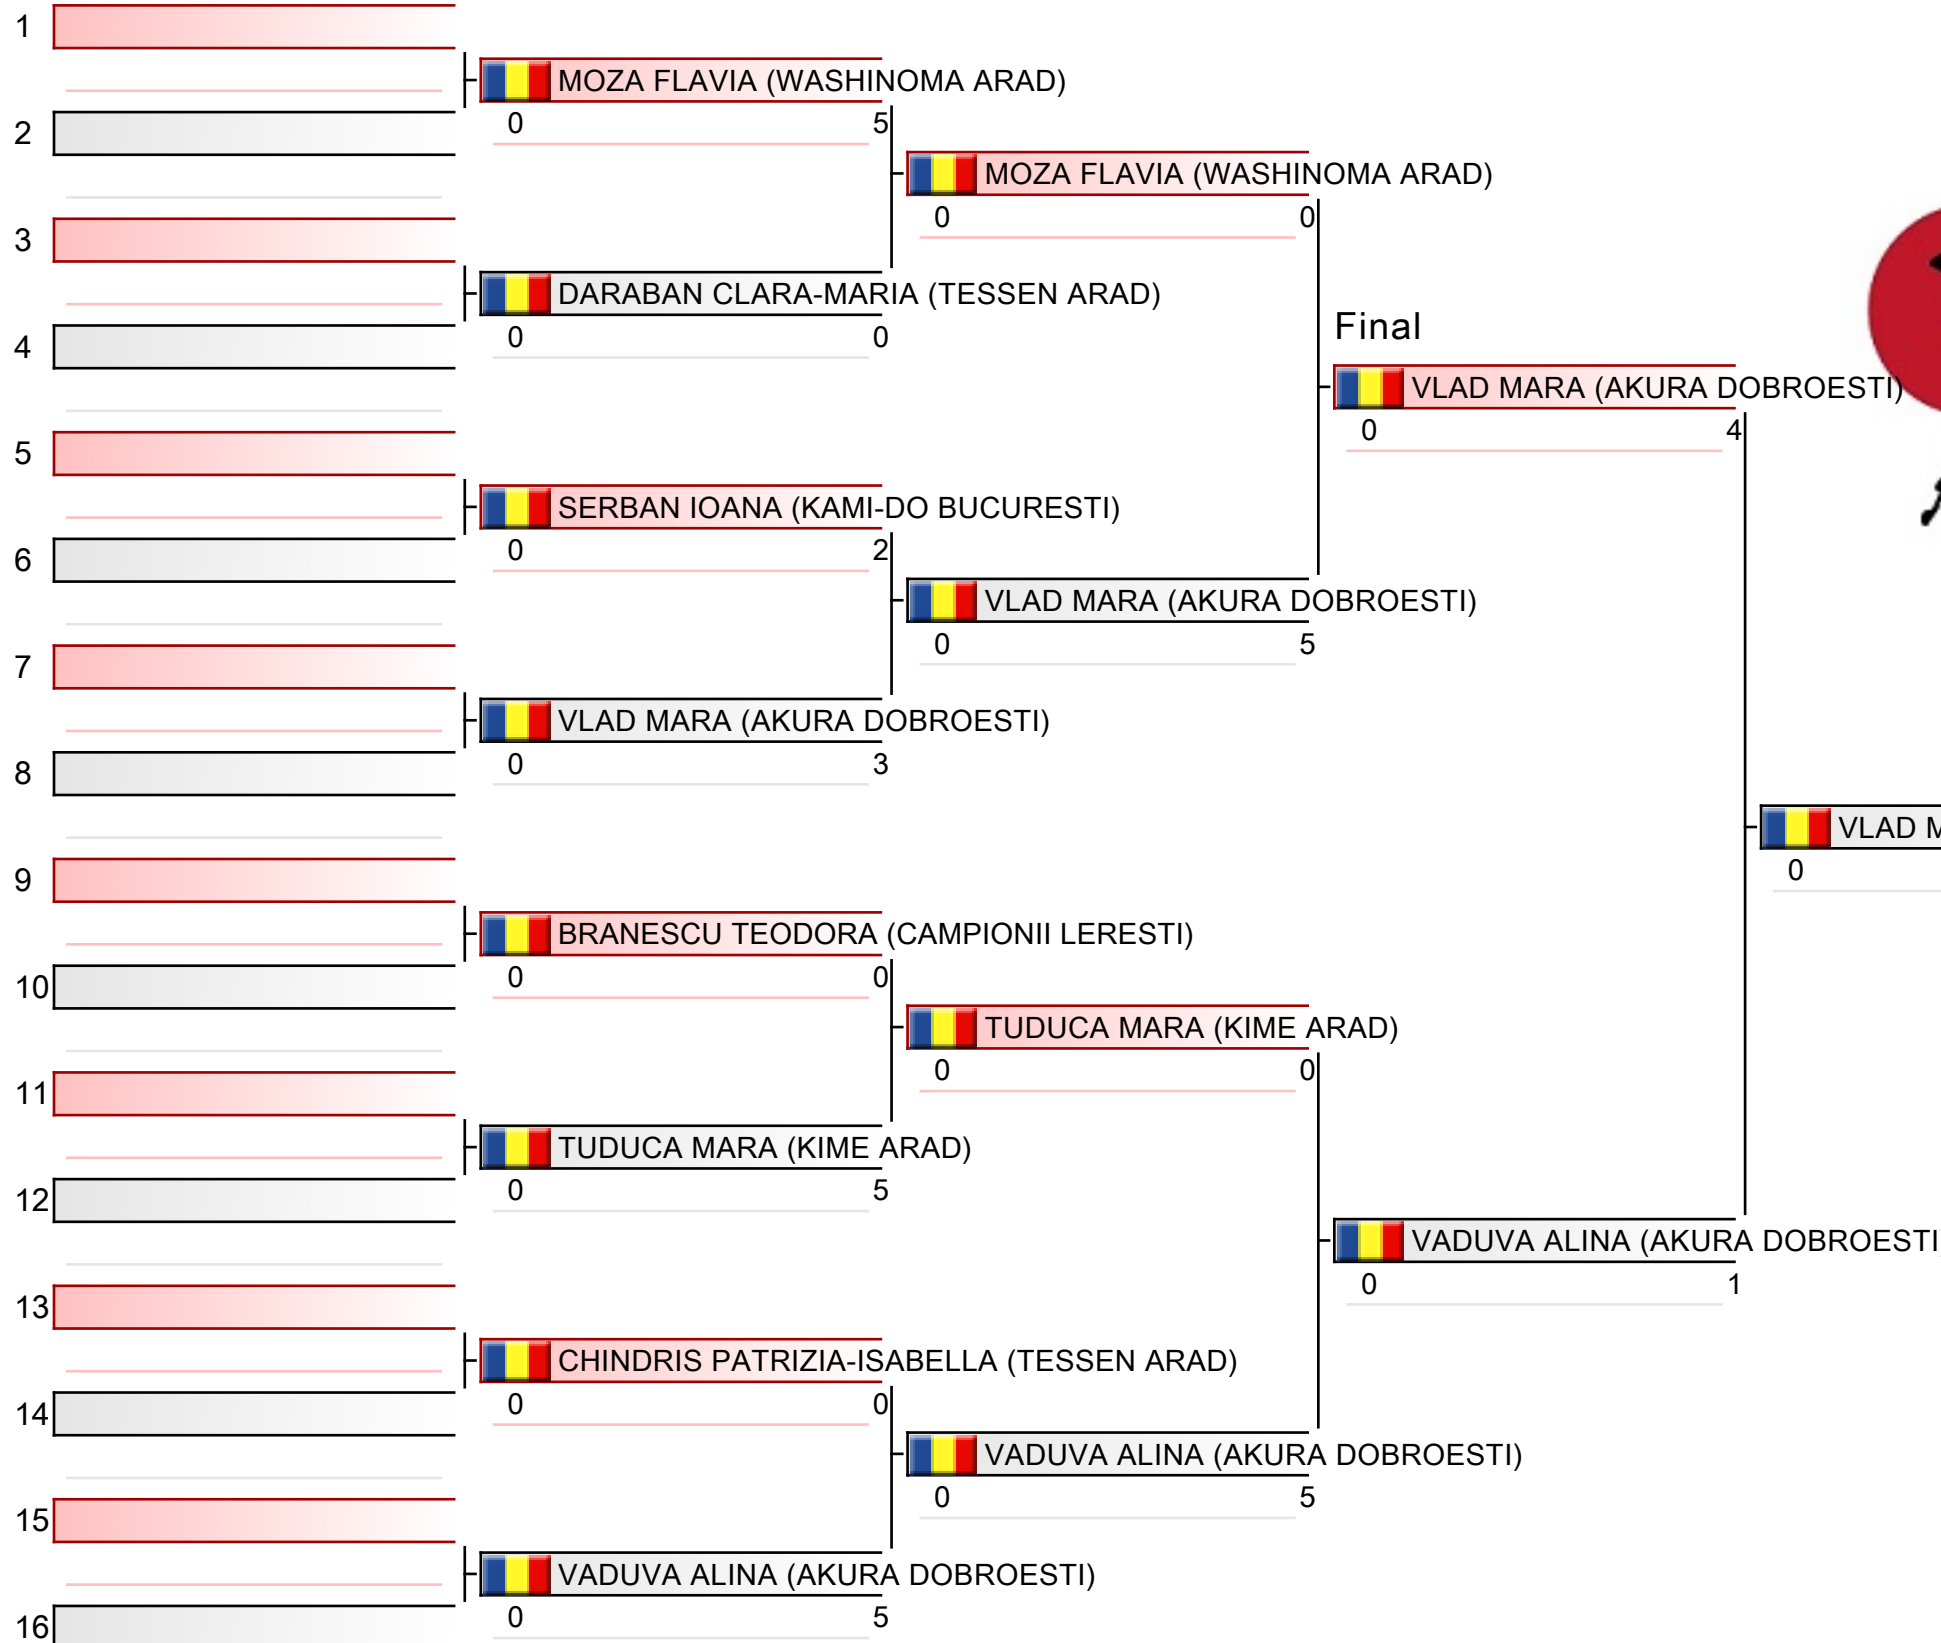 1
MOZA FLAVIA (WASHINOMA ARAD)
0 5
2
MOZA FLAVIA (WASHINOMA ARAD)
0 0
3
DARABAN CLARA-MARIA (TESSEN ARAD)
0 0
4
Final
VLAD MARA (AKURA DOBROESTI)
0 4
5
SERBAN IOANA (KAMI-DO BUCURESTI)
0 2
6
VLAD MARA (AKURA DOBROESTI)
0 5
7
VLAD MARA (AKURA DOBROESTI)
0 3
8
VLAD M
0
9
BRANESCU TEODORA (CAMPIONII LERESTI)
0 0
10
TUDUCA MARA (KIME ARAD)
0 0
11
TUDUCA MARA (KIME ARAD)
0 5
12
VADUVA ALINA (AKURA DOBROESTI
0 1
13
CHINDRIS PATRIZIA-ISABELLA (TESSEN ARAD)
0 0
14
VADUVA ALINA (AKURA DOBROESTI)
0 5
15
VADUVA ALINA (AKURA DOBROESTI)
0 5
16